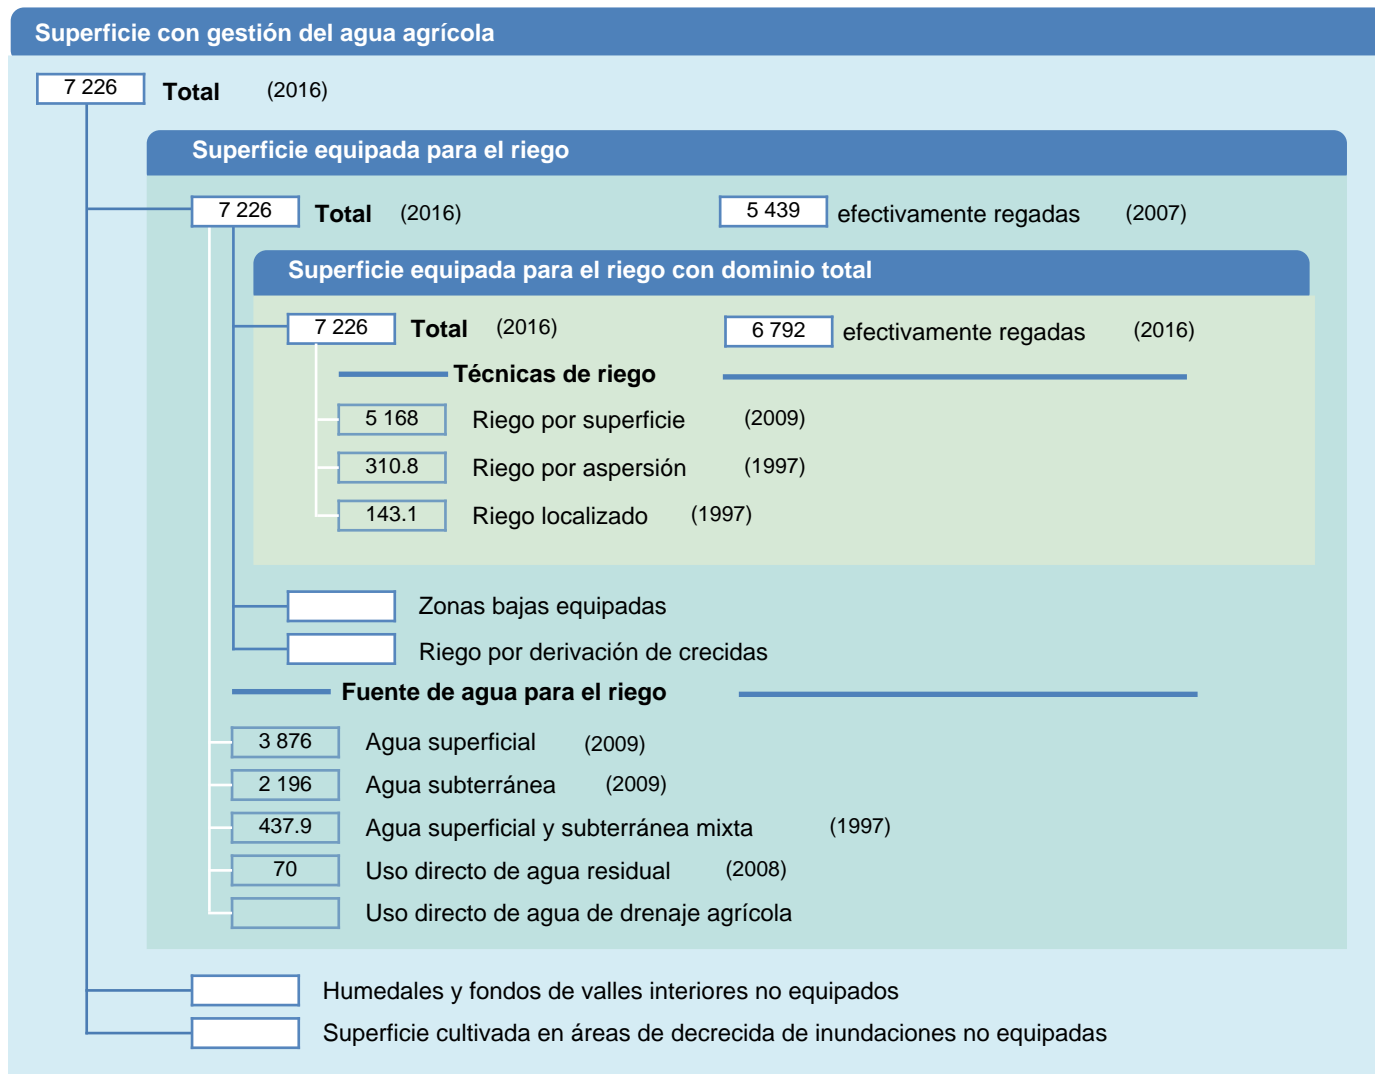 Superficie con gestión del agua agrícola
7 226 Total (2016)
Superficie equipada para el riego
7 226 Total (2016) 5 439 efectivamente regadas (2007)
Superficie equipada para el riego con dominio total
7 226 Total (2016) 6 792 efectivamente regadas (2016)
Técnicas de riego
5 168 Riego por superficie (2009)
310.8 Riego por aspersión (1997)
143.1 Riego localizado (1997)
Zonas bajas equipadas
Riego por derivación de crecidas
Fuente de agua para el riego
3 876 Agua superficial (2009)
2 196 Agua subterránea (2009)
437.9 Agua superficial y subterránea mixta (1997)
70 Uso directo de agua residual (2008)
Uso directo de agua de drenaje agrícola
Humedales y fondos de valles interiores no equipados
Superficie cultivada en áreas de decrecida de inundaciones no equipadas